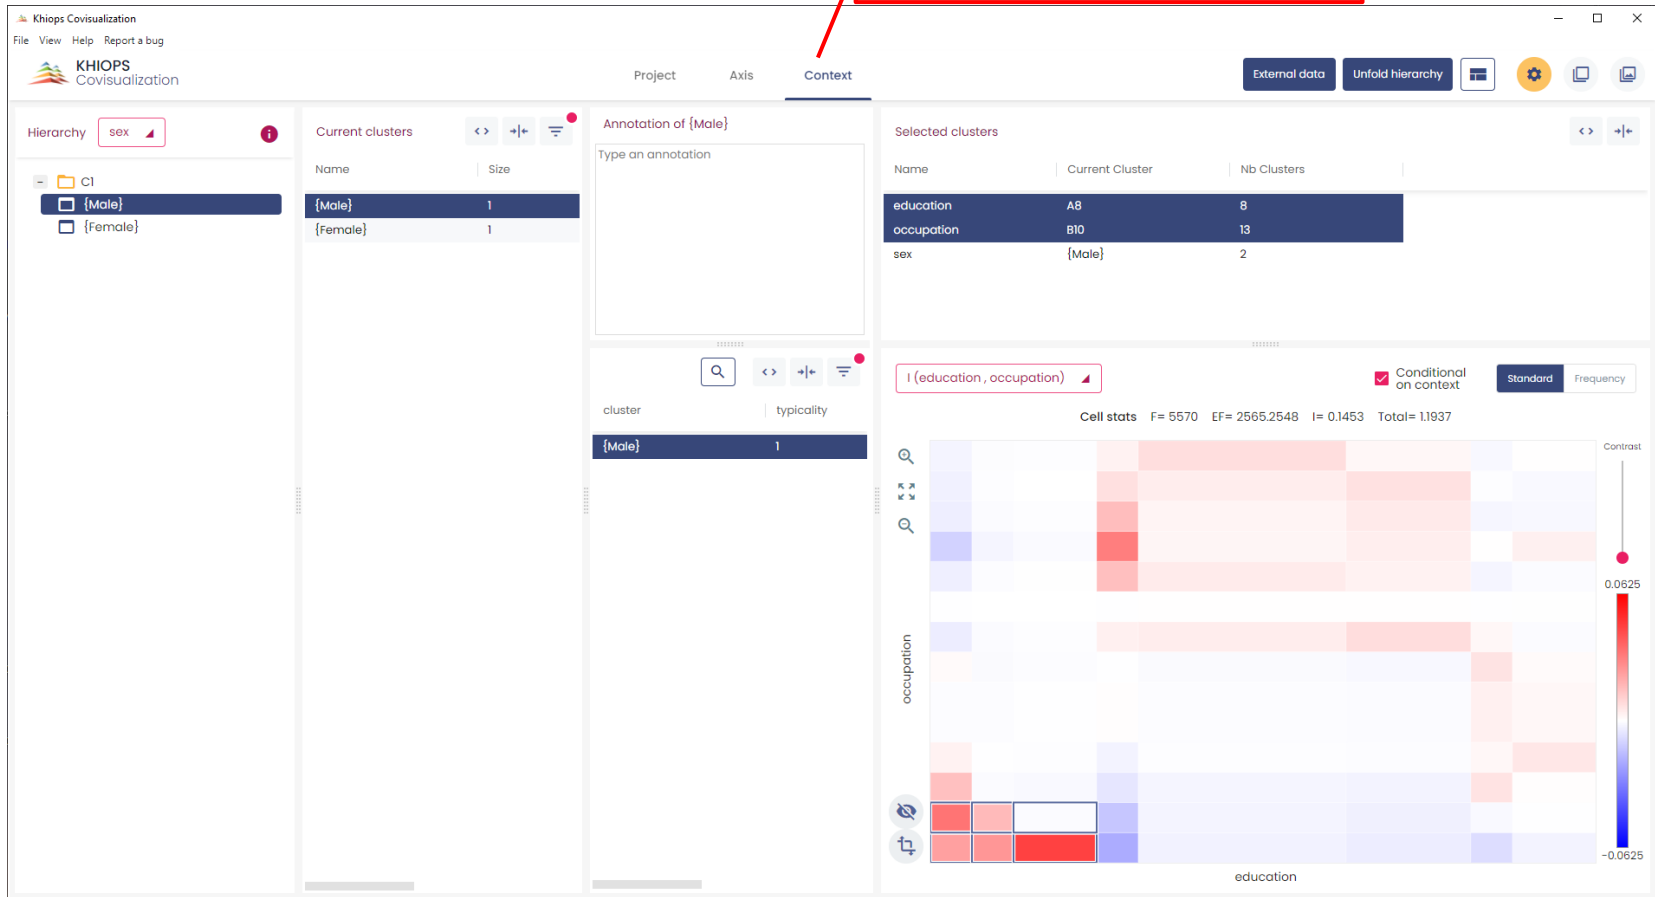 Khiops Covisualization
File View Help Report a bug
KHIOPS
Covisualization
Project Axis Context
External data Unfold hierarchy
Hierarchy sex
C1
{Male}
{Female}
Current clusters
Name Size
{Male} 1
{Female} 1
Annotation of {Male}
Type an annotation
cluster typicality
{Male} 1
Selected clusters
Name Current Cluster Nb Clusters
education A8 8
occupation B10 13
sex {Male} 2
I (education , occupation)
Conditional
on context
Standard Frequency
Cell stats F= 5570 EF= 2565.2548 I= 0.1453 Total= 1.1937
Contrast
0.0625
-0.0625
occupation
education